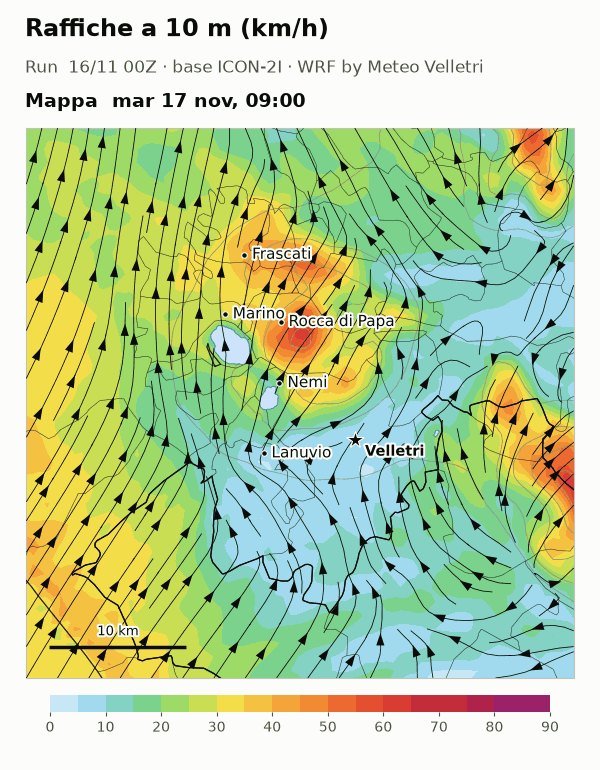 Raffiche a 10 m (km/h)
Run  16/11 00Z · base ICON-2I · WRF by Meteo Velletri
Mappa  mar 17 nov, 09:00
Frascati
Marino
Rocca di Papa
Nemi
Lanuvio
Velletri
10 km
0 10 20 30 40 50 60 70 80 90